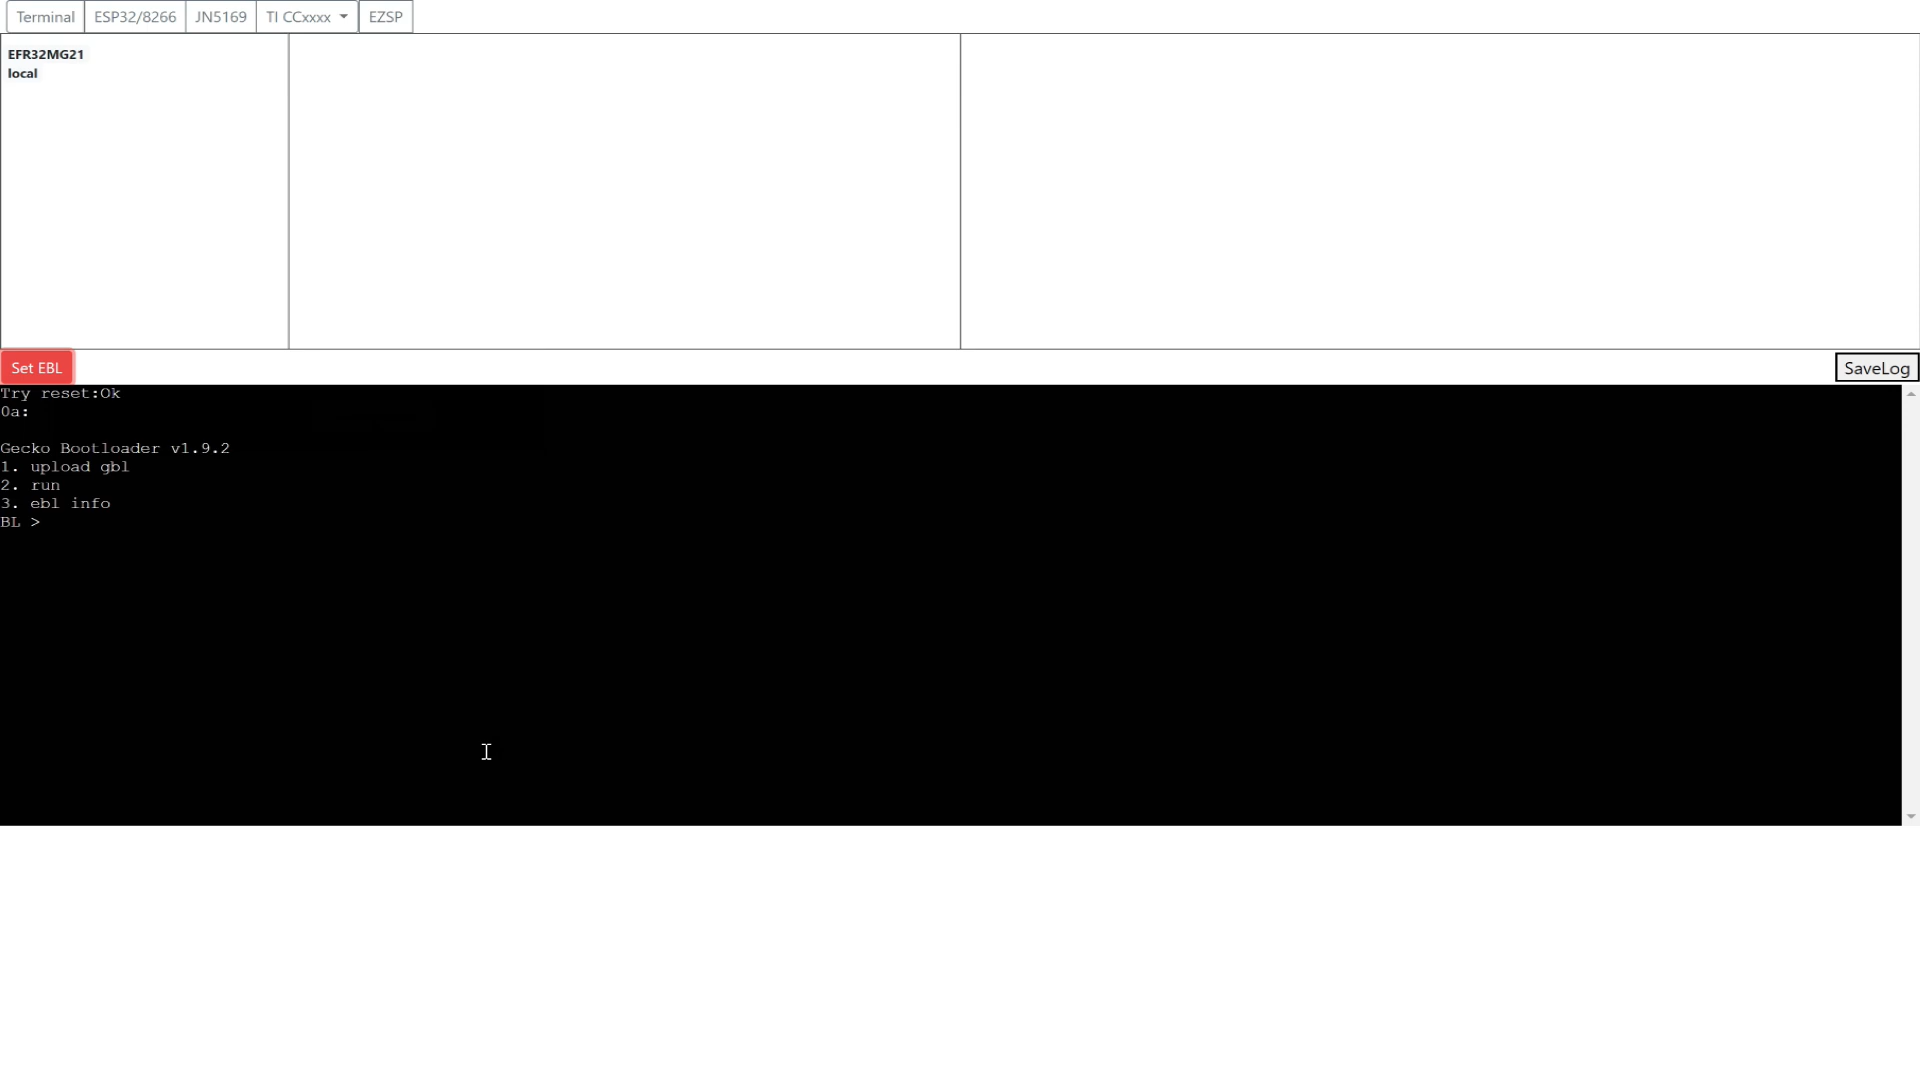 Terminal ESP32/8266 JN5169 TI CCxxxx EZSP
EFR32MG21
local
Set EBL
SaveLog
Try reset:Ok
0a:
Gecko Bootloader v1.9.2
1. upload gbl
2. run
3. ebl info
BL >